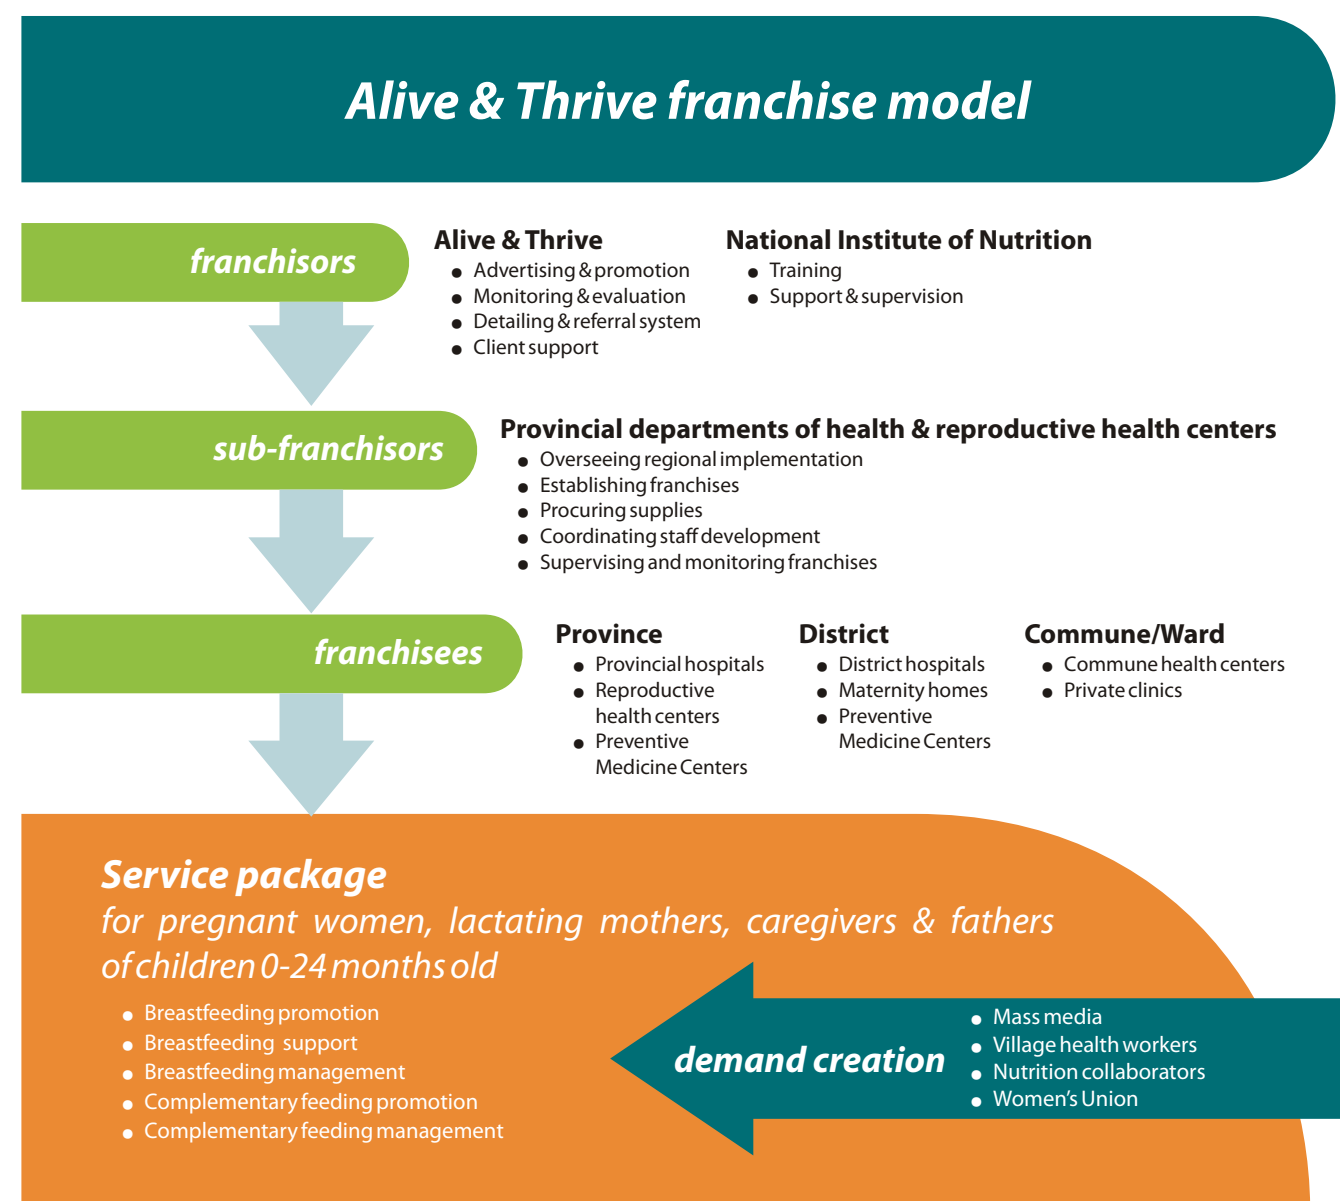 Alive & Thrive franchise model
franchisors
Alive & Thrive
● Advertising & promotion
● Monitoring & evaluation
● Detailing & referral system
● Client support
National Institute of Nutrition
● Training
● Support & supervision
sub-franchisors
Provincial departments of health & reproductive health centers
● Overseeing regional implementation
● Establishing franchises
● Procuring supplies
● Coordinating staff development
● Supervising and monitoring franchises
franchisees
Province
● Provincial hospitals
● Reproductive
health centers
● Preventive
Medicine Centers
District
● District hospitals
● Maternity homes
● Preventive
Medicine Centers
Commune/Ward
● Commune health centers
● Private clinics
Service package
for pregnant women, lactating mothers, caregivers & fathers
of children 0-24 months old
● Breastfeeding promotion
● Breastfeeding support
● Breastfeeding management
● Complementary feeding promotion
● Complementary feeding management
demand creation
● Mass media
● Village health workers
● Nutrition collaborators
● Women’s Union